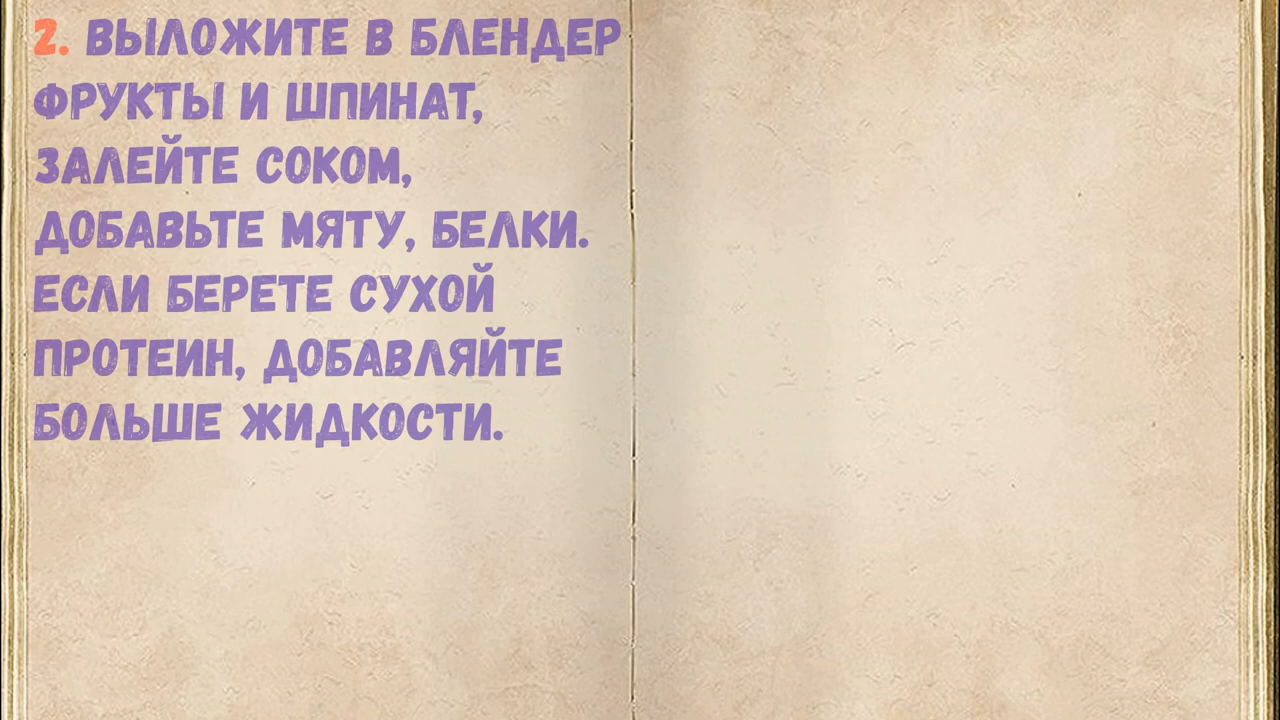 2. ВЫЛОЖИТЕ В БЛЕНДЕР
ФРУКТЫ И ШПИНАТ,
ЗАЛЕЙТЕ СОКОМ,
ДОБАВЬТЕ МЯТУ, БЕЛКИ.
ЕСЛИ БЕРЕТЕ СУХОЙ
ПРОТЕИН, ДОБАВЛЯЙТЕ
БОЛЬШЕ ЖИДКОСТИ.